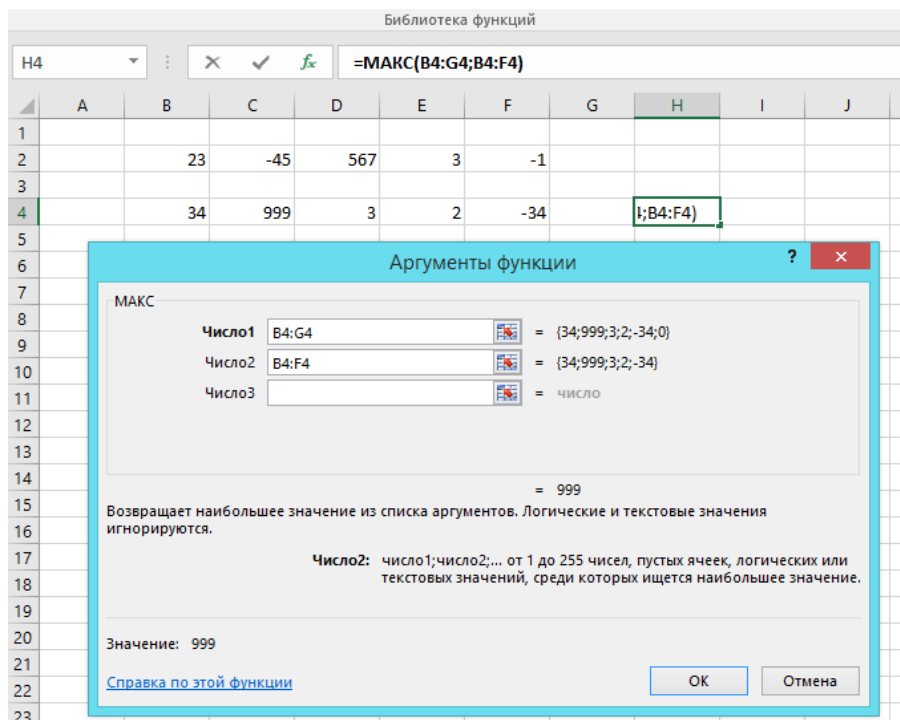 Библиотека функций
H4 fx =МАКС(B4:G4;B4:F4)
A B C D E F G H I J
1
2 23 -45 567 3 -1
3
4 34 999 3 2 -34 4;B4:F4)
5
6 Аргументы функции ? ×
7
МАКС
8
Число1 B4:G4 = {34;999;3;2;-34;0}
9
Число2 B4:F4 = {34;999;3;2;-34}
10
11 Число3 = число
12
13
14
= 999
15 Возвращает наибольшее значение из списка аргументов. Логические и текстовые значения
16 игнорируются.
17 Число2: число1;число2;... от 1 до 255 чисел, пустых ячеек, логических или
18 текстовых значений, среди которых ищется наибольшее значение.
19
20 Значение: 999
21
22 Справка по этой функции ОК Отмена
23